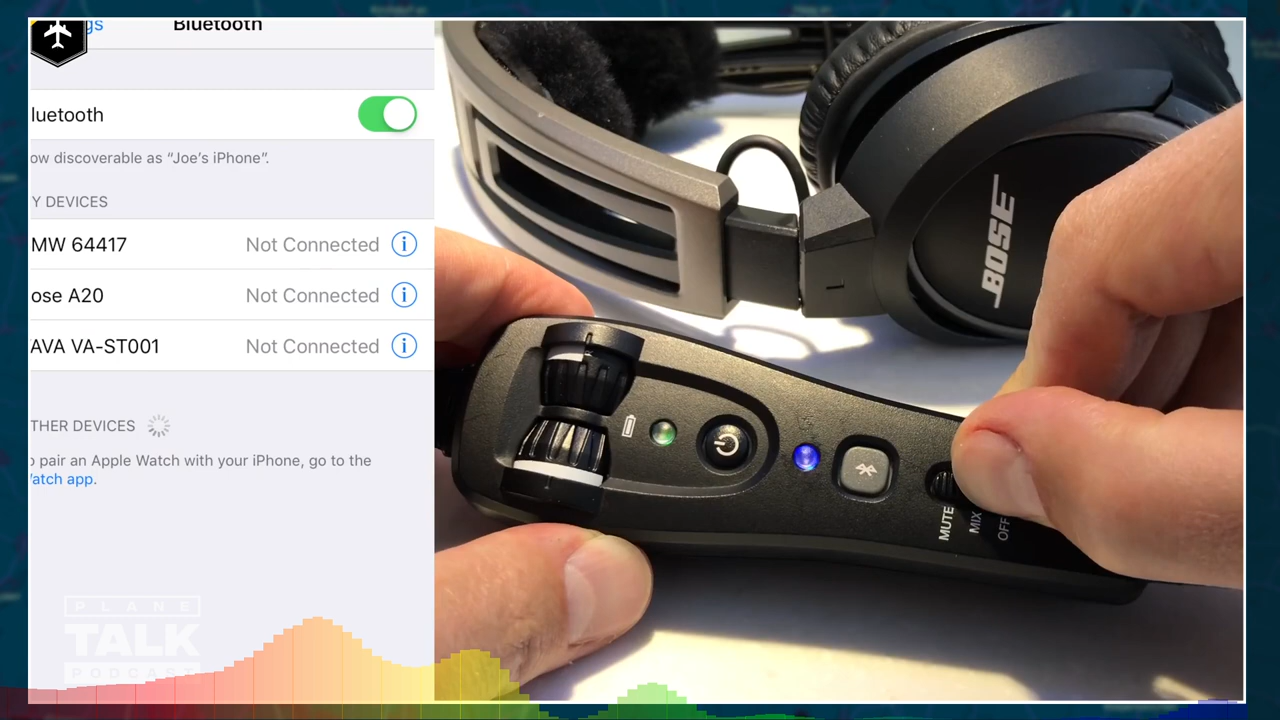 gs
Bluetooth
luetooth
ow discoverable as “Joe's iPhone”.
Y DEVICES
MW 64417
Not Connected
ose A20
Not Connected
AVA VA-ST001
Not Connected
THER DEVICES
o pair an Apple Watch with your iPhone, go to the
Watch app.
PLANE
TALK
PODCAST
BOSE
MUTE
MIX
OFF